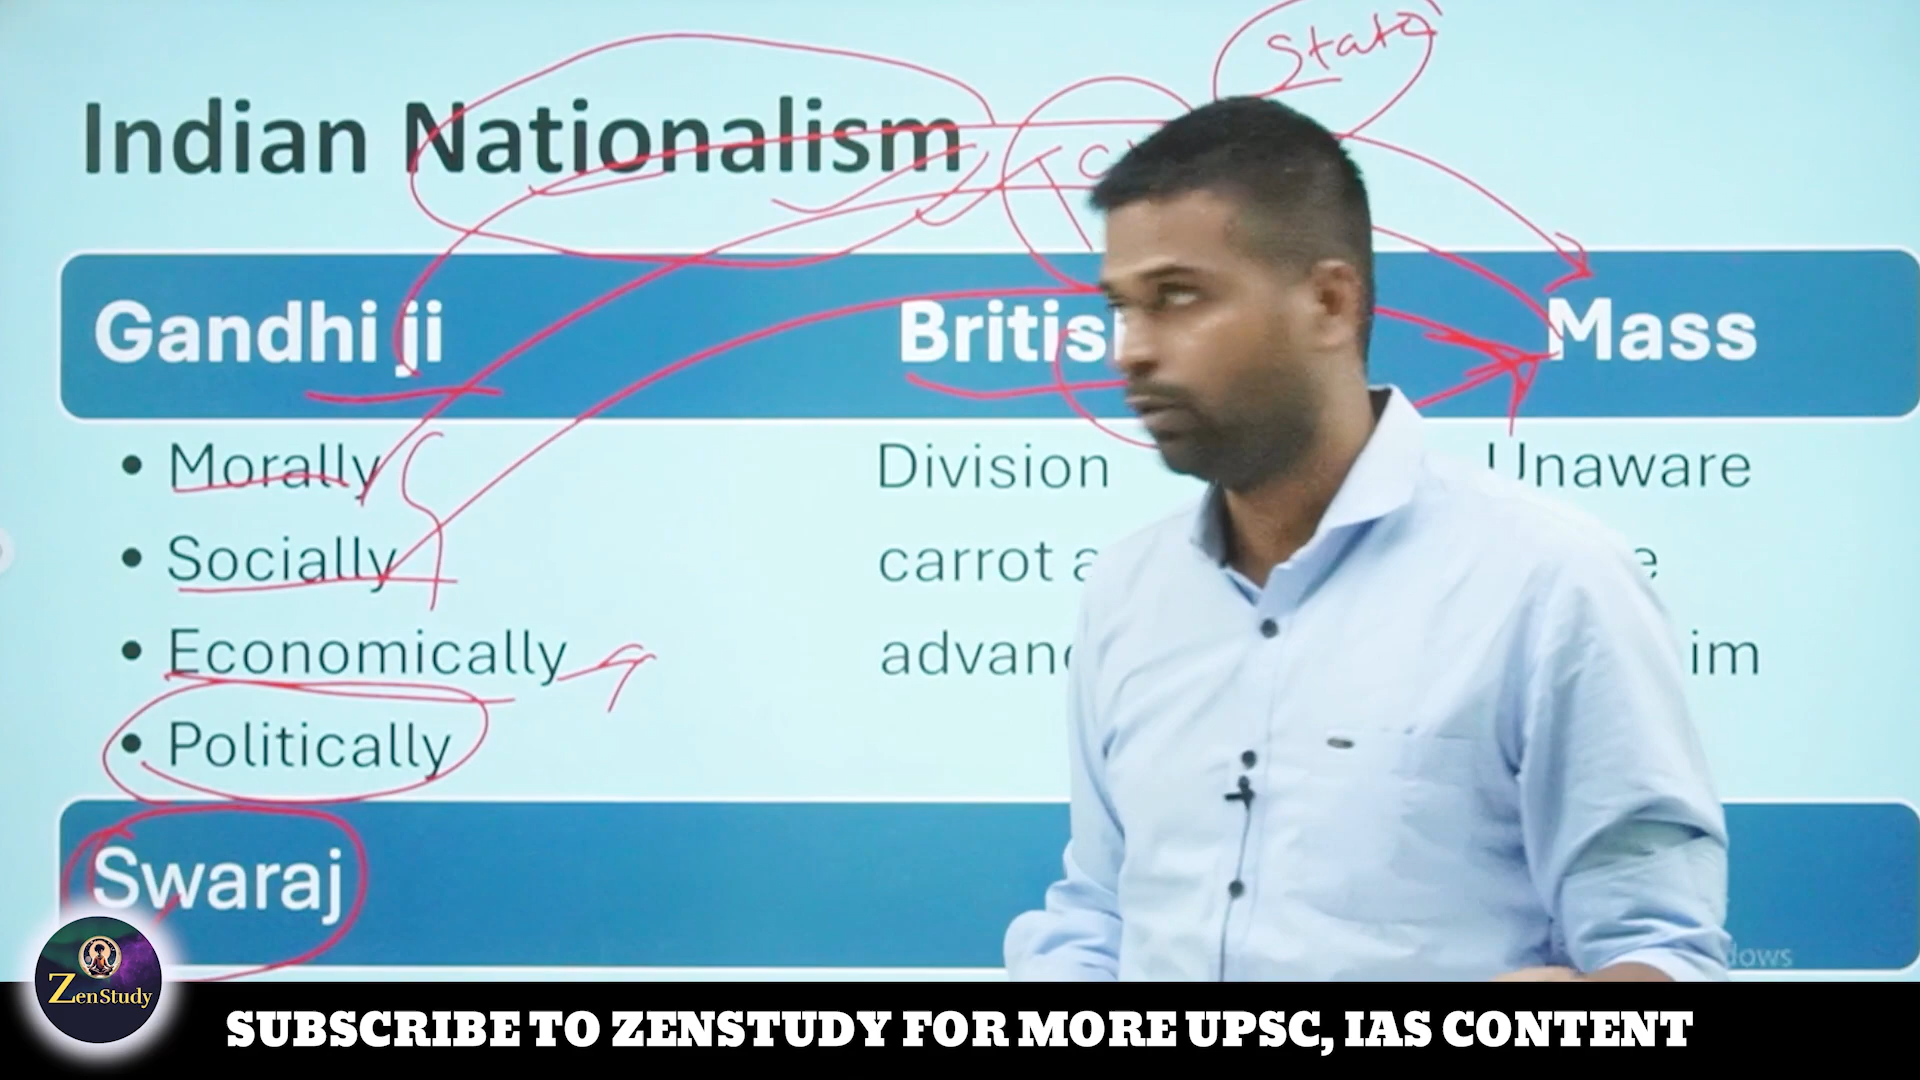 State
Indian Nationalism
Gandhi ji British Mass
• Morally Division Unaware
• Socially carrot
• Economically im
• Politically
Swaraj
ZenStudy
SUBSCRIBE TO ZENSTUDY FOR MORE UPSC, IAS CONTENT